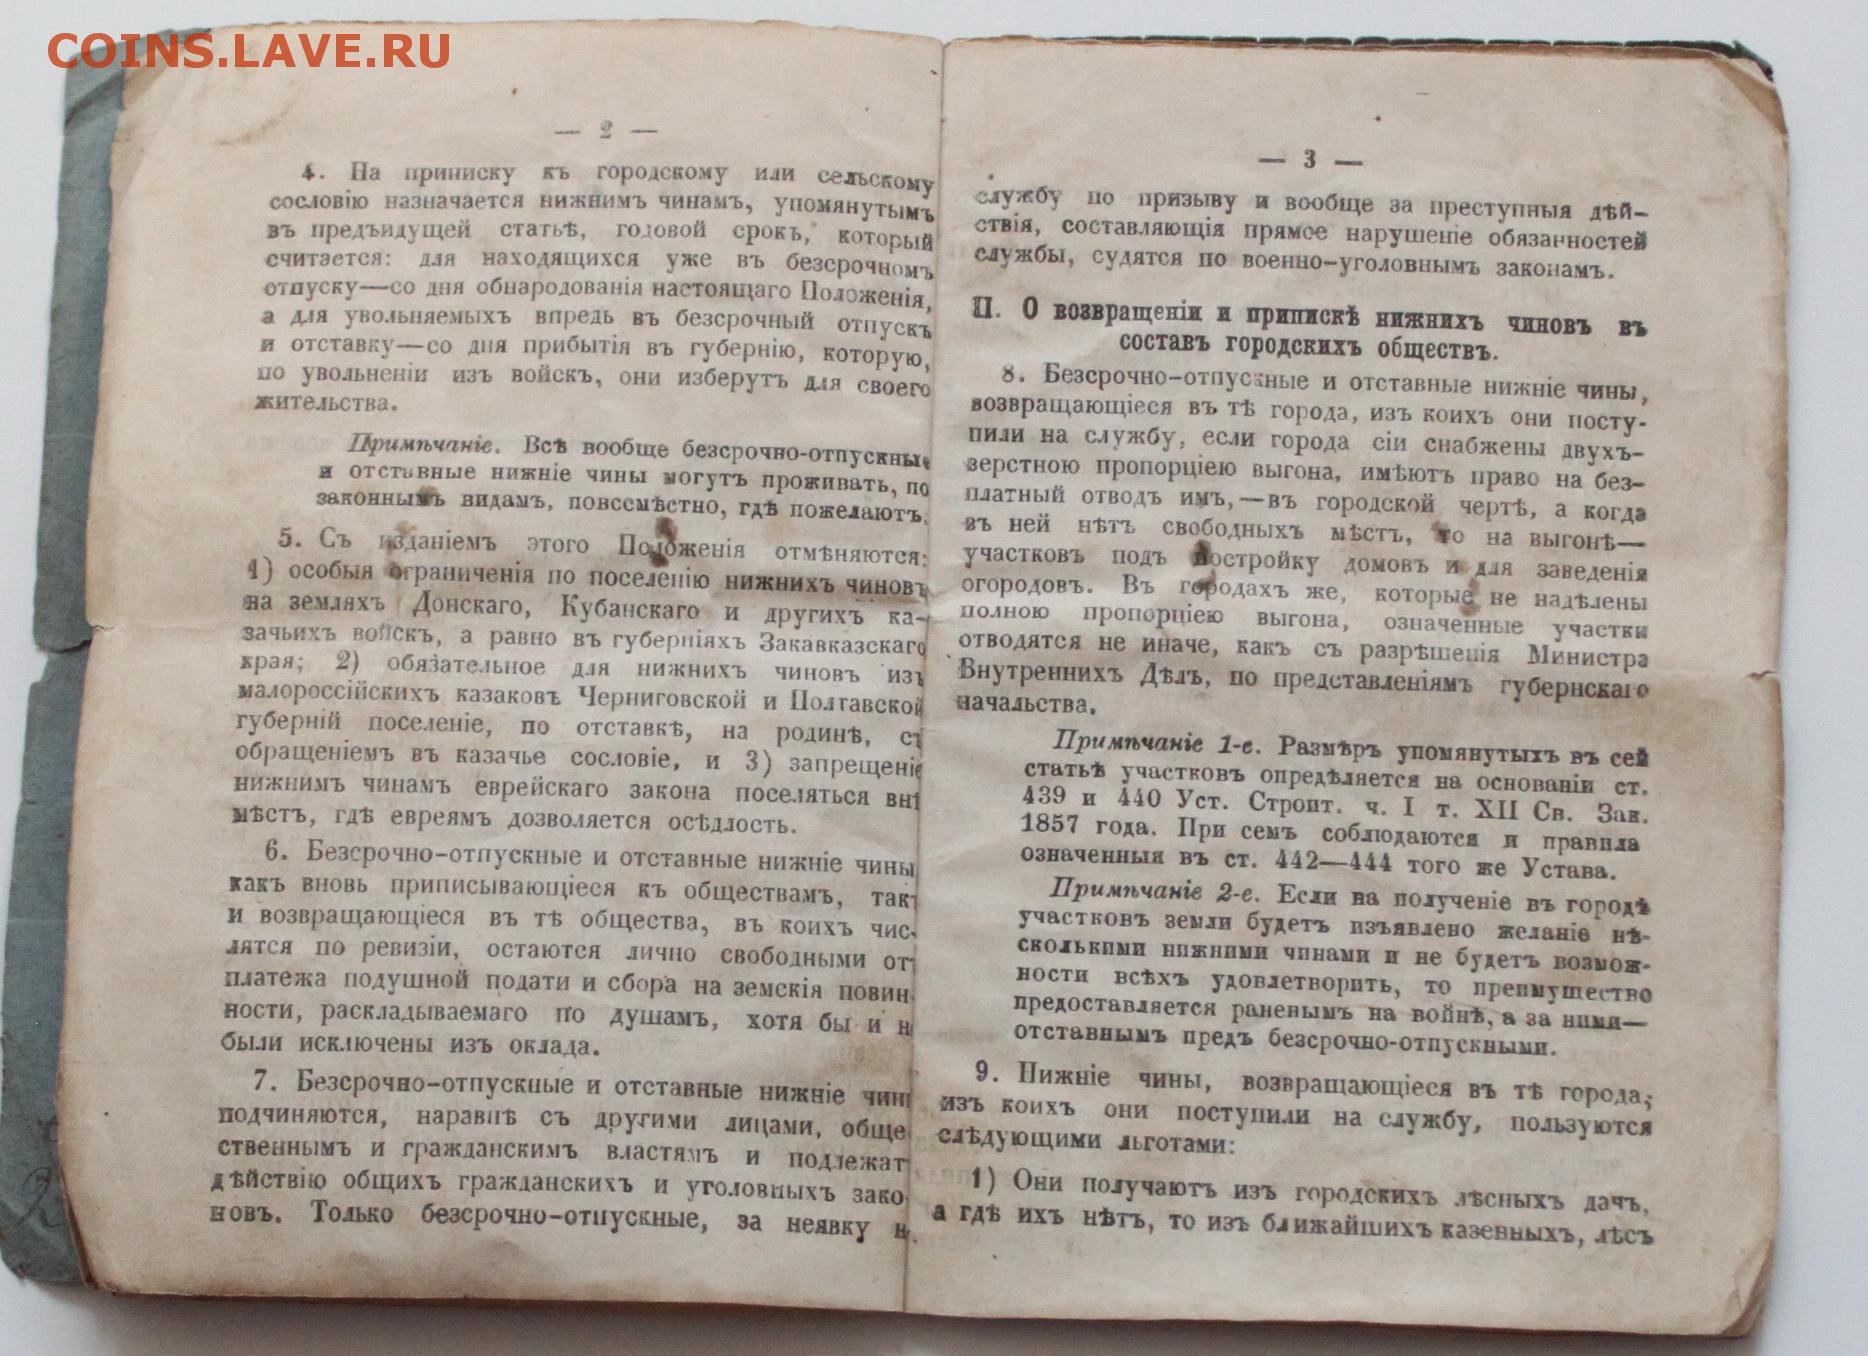 COINS.LAVE.RU
— 2 —
4. На приписку къ городскому или сельскому
сословію назначается нижнимъ чинамъ, упомянутымъ
въ предъидущей статьѣ, годовой срокъ, который
считается: для находящихся уже въ безсрочномъ
отпуску—со дня обнародованія настоящаго Положенія,
а для увольняемыхъ впредь въ безсрочный отпускъ
и отставку—со дня прибытія въ губернію, которую,
по увольненіи изъ войскъ, они изберутъ для своего
жительства.
Примѣчаніе. Всѣ вообще безсрочно-отпускные
и отставные нижніе чины могутъ проживать, по
законнымъ видамъ, повсемѣстно, гдѣ пожелаютъ.
5. Съ изданіемъ этого Положенія отмѣняются:
1) особыя ограниченія по поселенію нижнихъ чиновъ
на земляхъ Донскаго, Кубанскаго и другихъ ка-
зачьихъ войскъ, а равно въ губерніяхъ Закавказскаго
края; 2) обязательное для нижнихъ чиновъ изъ
малороссійскихъ казаковъ Черниговской и Полтавской
губерній поселеніе, по отставкѣ, на родинѣ, съ
обращеніемъ въ казачье сословіе, и 3) запрещеніе
нижнимъ чинамъ еврейскаго закона поселяться внѣ
мѣстъ, гдѣ евреямъ дозволяется осѣдлость.
6. Безсрочно-отпускные и отставные нижніе чины
какъ вновь приписывающіеся къ обществамъ, такъ
и возвращающіеся въ тѣ общества, въ коихъ чис-
лятся по ревизіи, остаются лично свободными отъ
платежа подушной подати и сбора на земскія повин-
ности, раскладываемаго по душамъ, хотя бы и н
были исключены изъ оклада.
7. Безсрочно-отпускные и отставные нижніе чины
подчиняются, наравнѣ съ другими лицами, обще
ственнымъ и гражданскимъ властямъ и подлежат
дѣйствію общихъ гражданскихъ и уголовныхъ зако
новъ. Только безсрочно-отпускные, за неявку н
— 3 —
службу по призыву и вообще за преступныя дѣй-
ствія, составляющія прямое нарушеніе обязанностей
службы, судятся по военно-уголовнымъ законамъ.
II. О возвращеніи и припискѣ нижнихъ чиновъ въ
составъ городскихъ обществъ.
8. Безсрочно-отпускные и отставные нижніе чины,
возвращающіеся въ тѣ города, изъ коихъ они посту-
пили на службу, если города сіи снабжены двухъ-
верстною пропорціею выгона, имѣютъ право на без-
платный отводъ имъ,—въ городской чертѣ, а когда
въ ней нѣтъ свободныхъ мѣстъ, то на выгонѣ—
участковъ подъ постройку домовъ и для заведенія
огородовъ. Въ городахъ же, которые не надѣлены
полною пропорціею выгона, означенные участки
отводятся не иначе, какъ съ разрѣшенія Министра
Внутреннихъ Дѣлъ, по представленіямъ губернскаго
начальства.
Примѣчаніе 1-е. Размѣръ упомянутыхъ въ сей
статьѣ участковъ опредѣляется на основаніи ст.
439 и 440 Уст. Строит. ч. I т. XII Св. Зак.
1857 года. При семъ соблюдаются и правила
означенныя въ ст. 442—444 того же Устава.
Примѣчаніе 2-е. Если на полученіе въ городѣ
участковъ земли будетъ изъявлено желаніе нѣ-
сколькими нижними чинами и не будетъ возмож-
ности всѣхъ удовлетворить, то преимущество
предоставляется раненымъ на войнѣ, а за ними—
отставнымъ предъ безсрочно-отпускными.
9. Нижніе чины, возвращающіеся въ тѣ города,
изъ коихъ они поступили на службу, пользуются
слѣдующими льготами:
1) Они получаютъ изъ городскихъ лѣсныхъ дачъ,
а гдѣ ихъ нѣтъ, то изъ ближайшихъ казенныхъ, лѣсъ